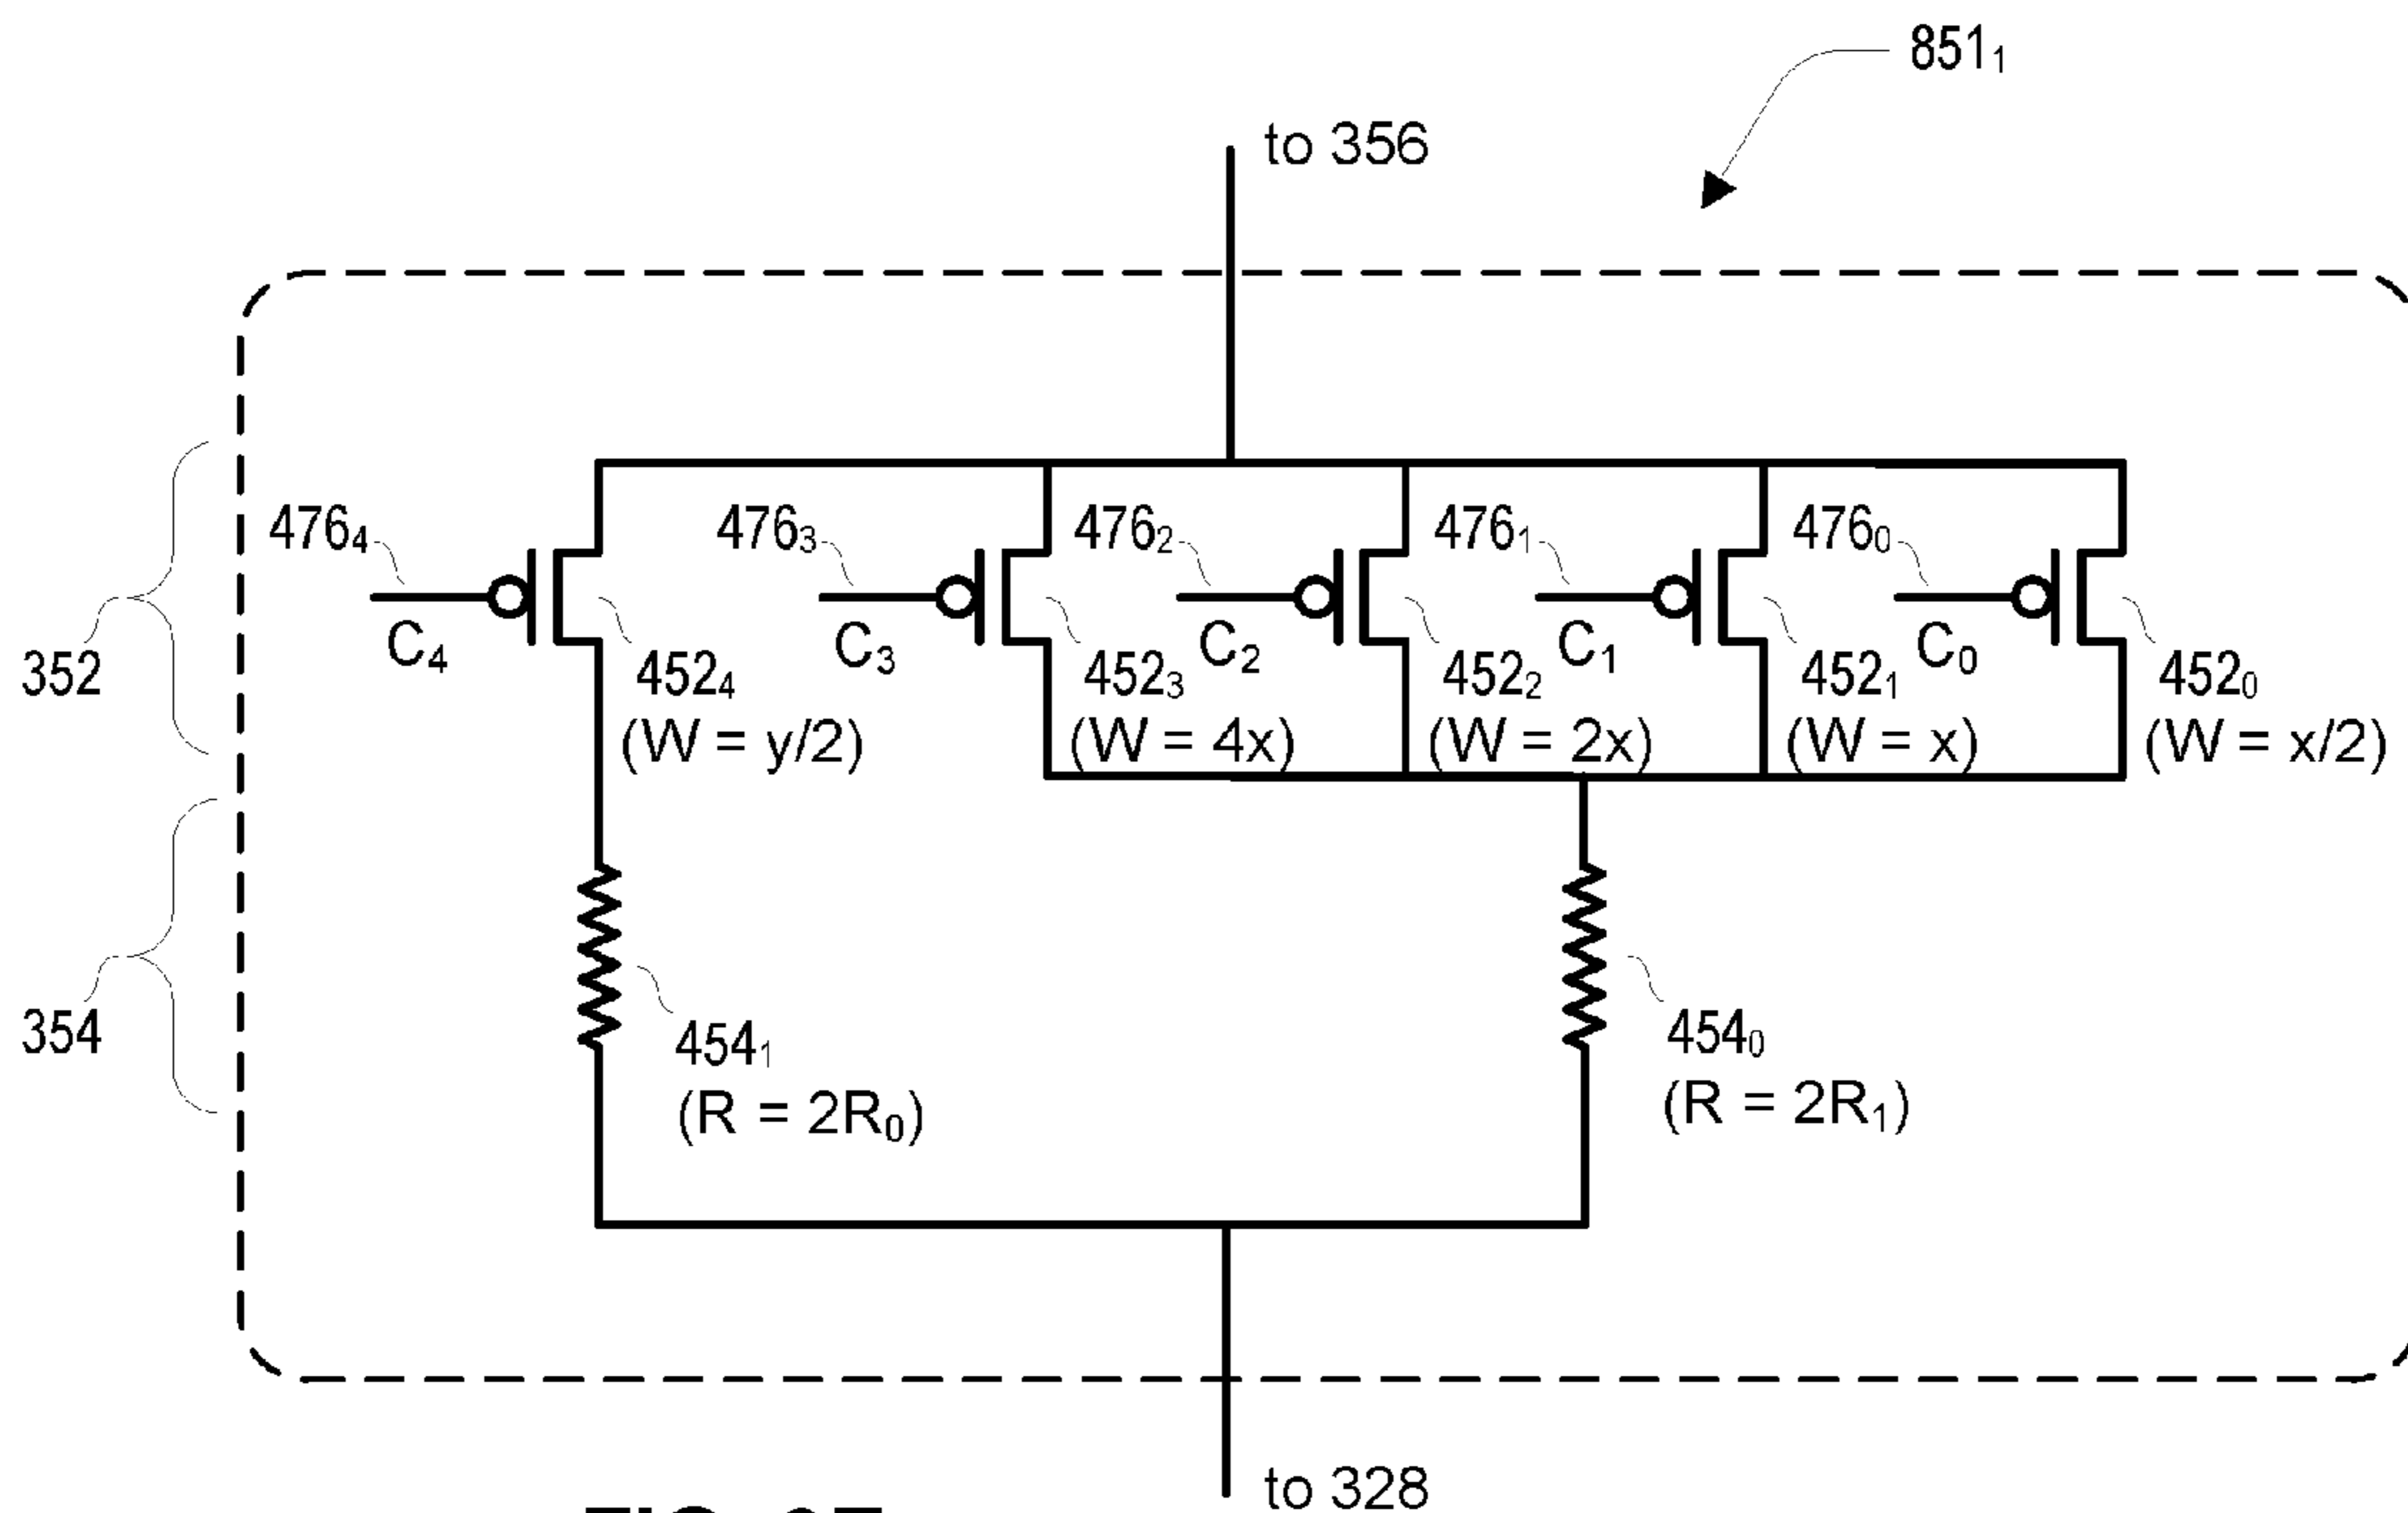 851₁
to 356
476₄ 476₃ 476₂ 476₁ 476₀
C₄ C₃ C₂ C₁ C₀
352 452₄ 452₃ 452₂ 452₁ 452₀
(W = y/2) (W = 4x) (W = 2x) (W = x) (W = x/2)
354 454₁ 454₀
(R = 2R₀) (R = 2R₁)
to 328